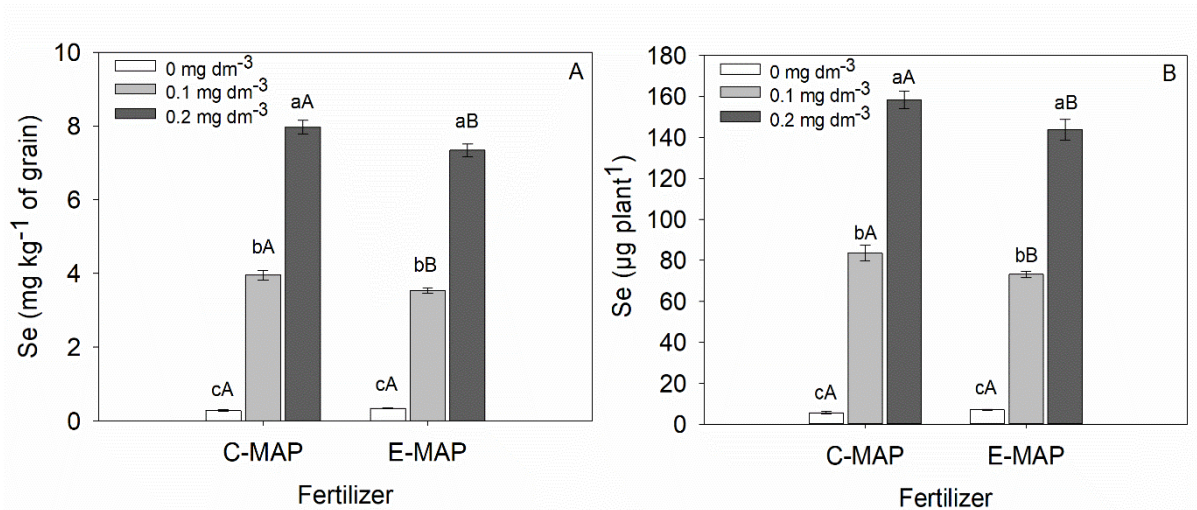 A
0 mg dm⁻³
0.1 mg dm⁻³
0.2 mg dm⁻³
Se (mg kg⁻¹ of grain)
10
8
6
4
2
0
cA
bA
aA
cA
bB
aB
C-MAP
E-MAP
Fertilizer
B
0 mg dm⁻³
0.1 mg dm⁻³
0.2 mg dm⁻³
Se (µg plant¹)
180
160
140
120
100
80
60
40
20
0
cA
bA
aA
cA
bB
aB
C-MAP
E-MAP
Fertilizer